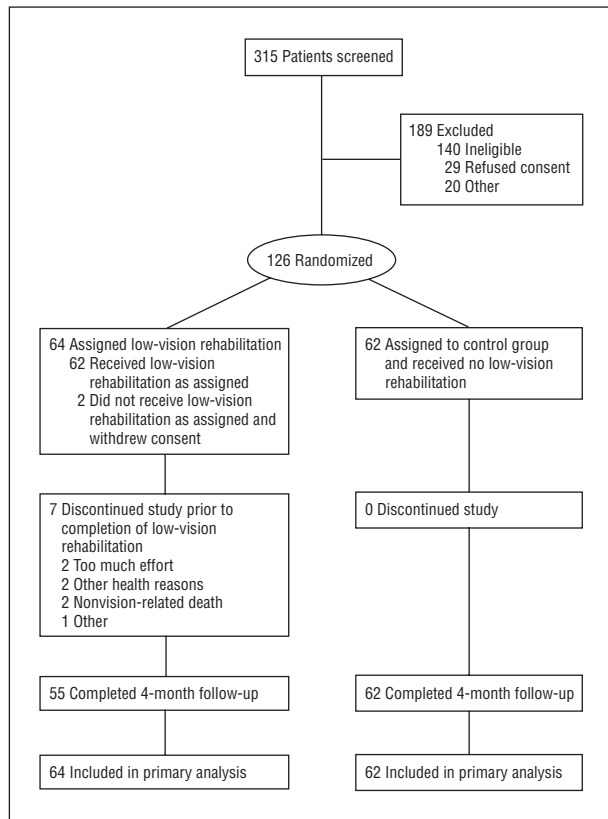 315 Patients screened
189 Excluded
140 Ineligible
29 Refused consent
20 Other
126 Randomized
64 Assigned low-vision rehabilitation
62 Received low-vision
rehabilitation as assigned
2 Did not receive low-vision
rehabilitation as assigned and
withdrew consent
62 Assigned to control group
and received no low-vision
rehabilitation
7 Discontinued study prior to
completion of low-vision
rehabilitation
2 Too much effort
2 Other health reasons
2 Nonvision-related death
1 Other
0 Discontinued study
55 Completed 4-month follow-up
62 Completed 4-month follow-up
64 Included in primary analysis
62 Included in primary analysis